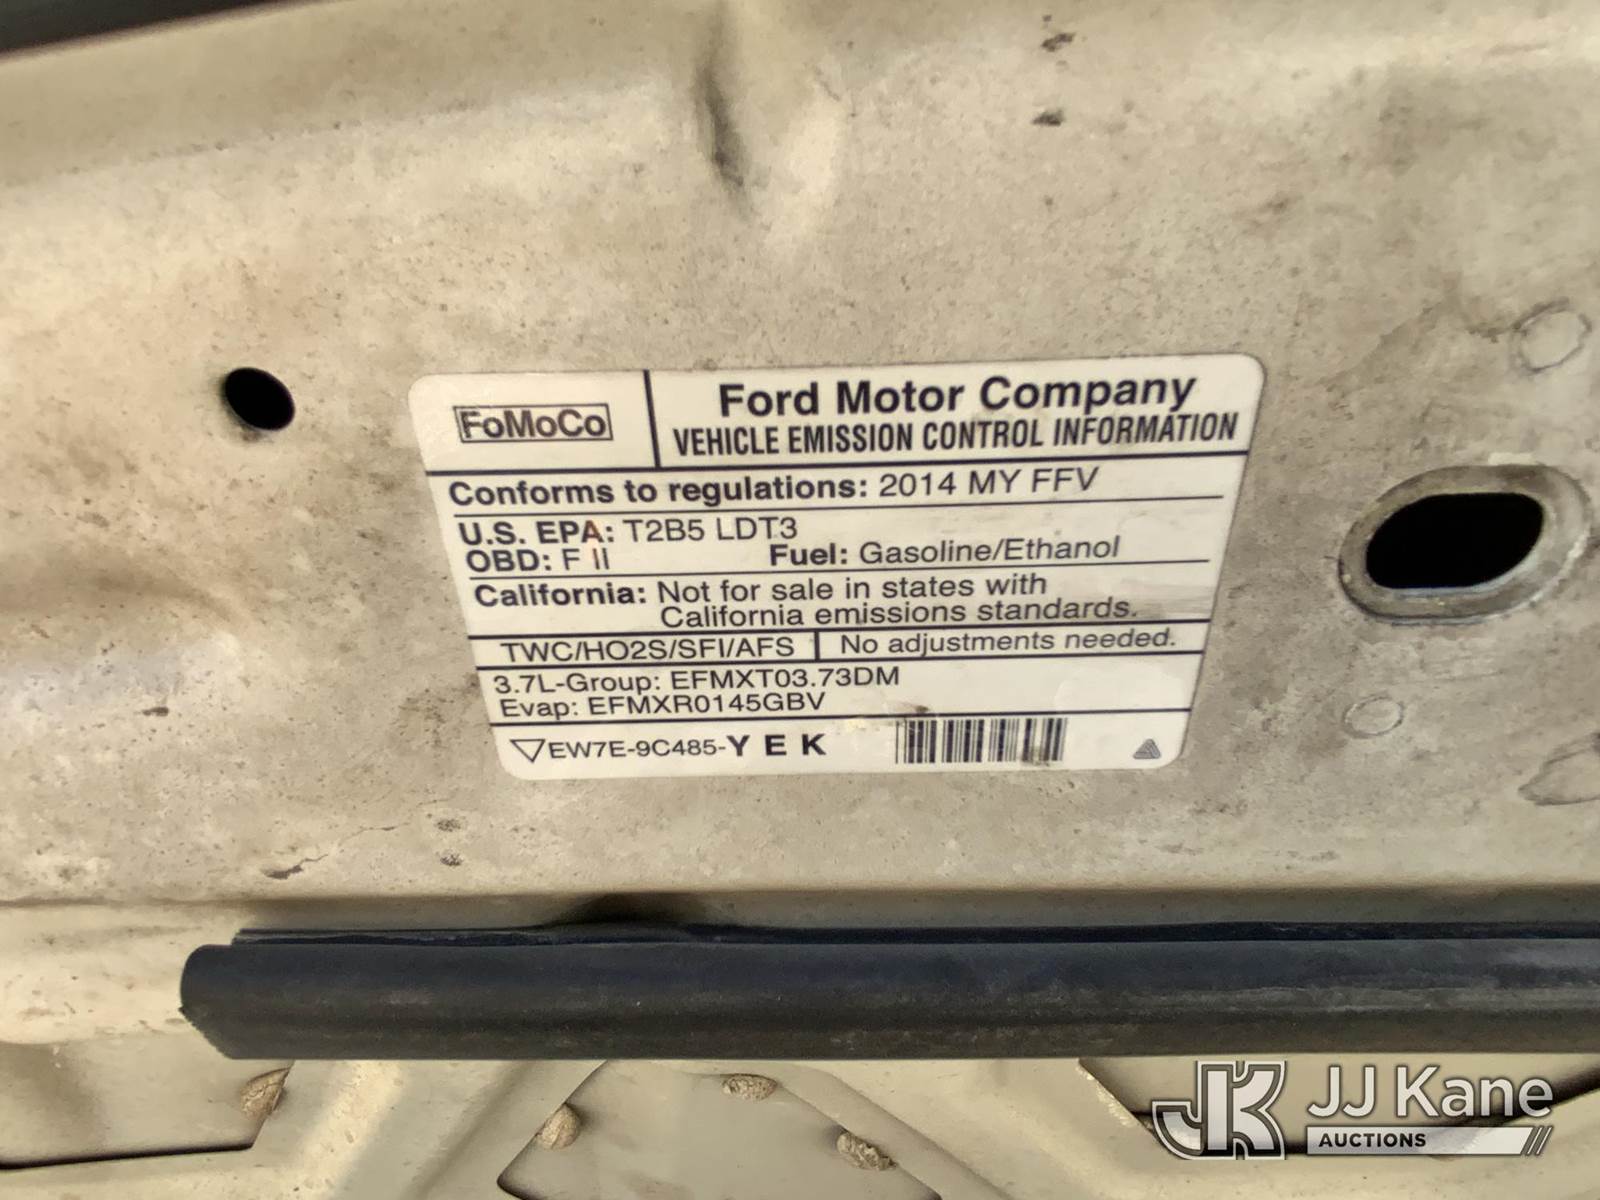 FoMoCo
Ford Motor Company
VEHICLE EMISSION CONTROL INFORMATION
Conforms to regulations: 2014 MY FFV
U.S. EPA: T2B5 LDT3
OBD: F II Fuel: Gasoline/Ethanol
California: Not for sale in states with
California emissions standards.
TWC/HO2S/SFI/AFS No adjustments needed.
3.7L-Group: EFMXT03.73DM
Evap: EFMXR0145GBV
EW7E-9C485-Y E K
JK JJ Kane
AUCTIONS